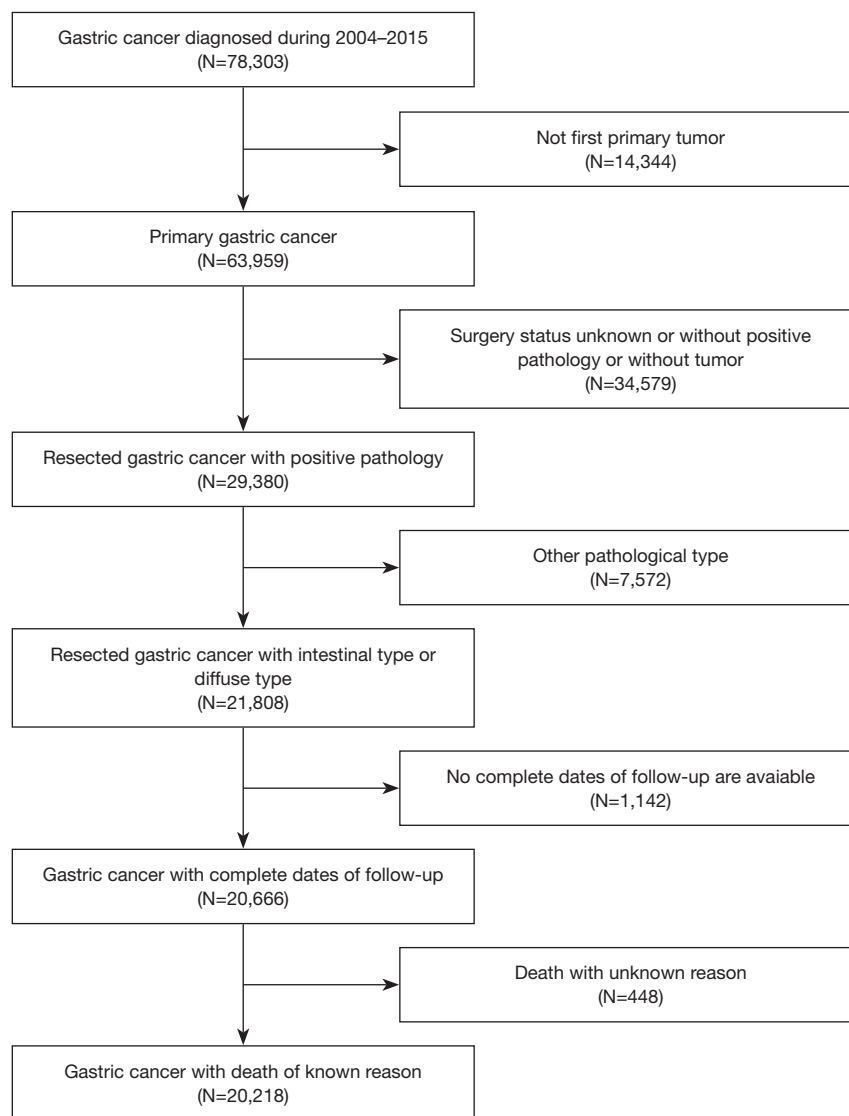 Gastric cancer diagnosed during 2004–2015
(N=78,303)
Not first primary tumor
(N=14,344)
Primary gastric cancer
(N=63,959)
Surgery status unknown or without positive
pathology or without tumor
(N=34,579)
Resected gastric cancer with positive pathology
(N=29,380)
Other pathological type
(N=7,572)
Resected gastric cancer with intestinal type or
diffuse type
(N=21,808)
No complete dates of follow-up are avaiable
(N=1,142)
Gastric cancer with complete dates of follow-up
(N=20,666)
Death with unknown reason
(N=448)
Gastric cancer with death of known reason
(N=20,218)